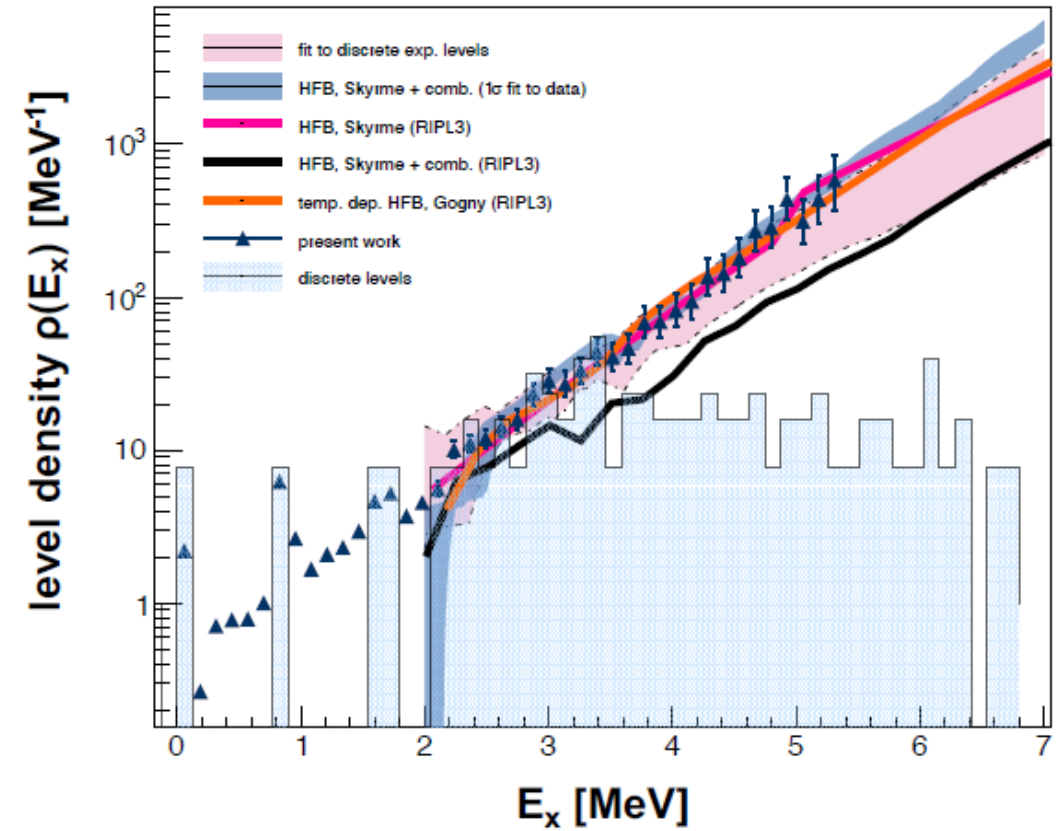 fit to discrete exp. levels
HFB, Skyrme + comb. (1σ fit to data)
HFB, Skyrme (RIPL3)
HFB, Skyrme + comb. (RIPL3)
temp. dep. HFB, Gogny (RIPL3)
present work
discrete levels
level density ρ(Eₓ) [MeV⁻¹]
10³
10²
10
1
0 1 2 3 4 5 6 7
Eₓ [MeV]